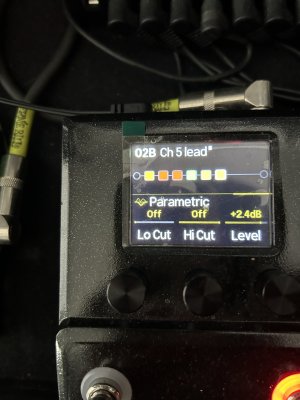 02B Ch 5 lead
Parametric
Off Off +2.4dB
Lo Cut Hi Cut Level